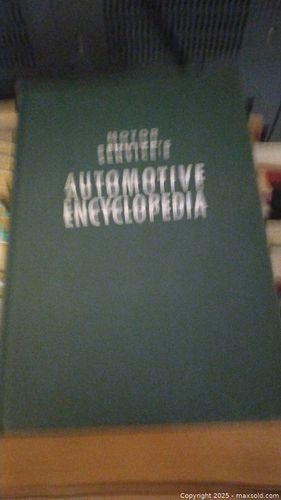 MOTOR
SERVICE'S
AUTOMOTIVE
ENCYCLOPEDIA
Copyright © 2025 - maxsold.com